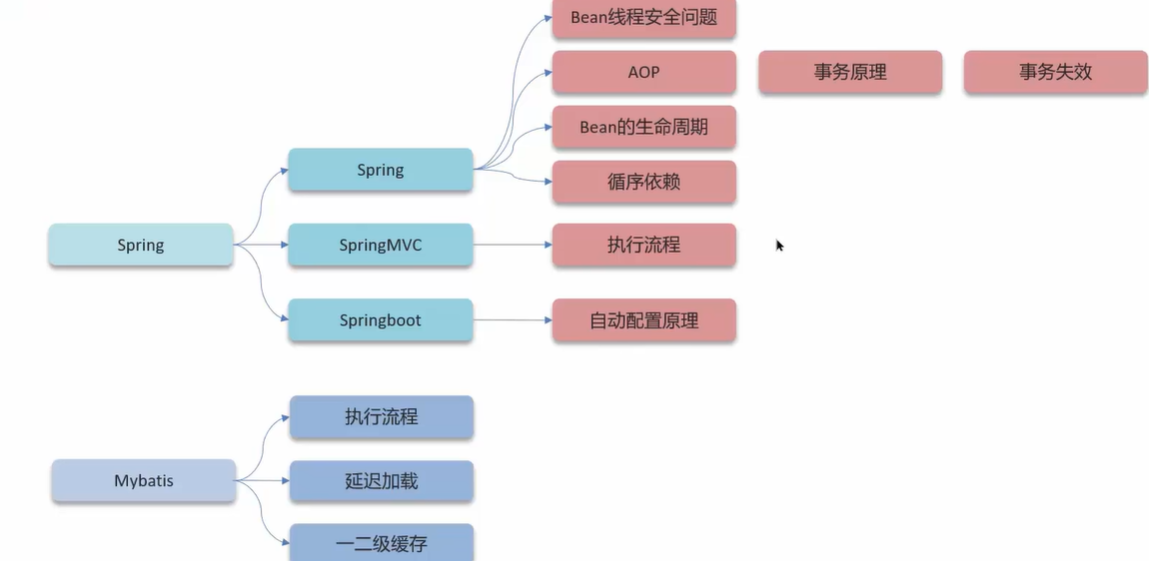 Bean线程安全问题
AOP
事务原理
事务失效
Bean的生命周期
Spring
循序依赖
Spring
SpringMVC
执行流程
Springboot
自动配置原理
执行流程
Mybatis
延迟加载
一二级缓存